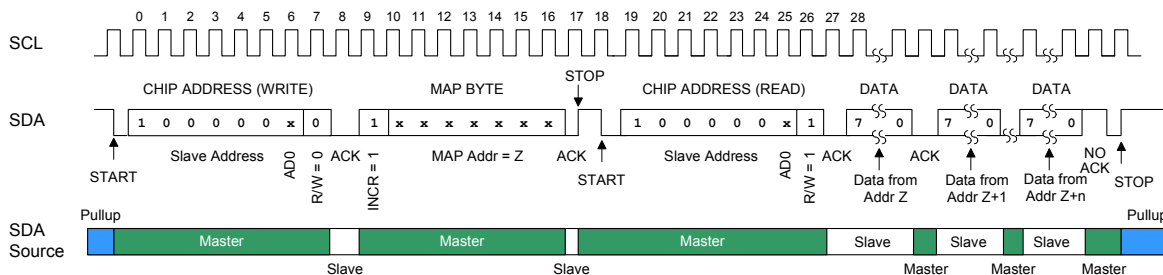 0 1 2 3 4 5 6 7 8 9 10 11 12 13 14 15 16 17 18 19 20 21 22 23 24 25 26 27 28
SCL
STOP
CHIP ADDRESS (WRITE) MAP BYTE CHIP ADDRESS (READ) DATA DATA DATA
SDA
1 0 0 0 0 0 x 0 1 x x x x x x x 1 0 0 0 0 0 x 1 7 0 7 0 7 0
START Slave Address AD0 R/W = 0 ACK INCR = 1 MAP Addr = Z ACK START Slave Address AD0 R/W = 1 ACK
Data from
Addr Z
ACK
Data from
Addr Z+1
Data from
Addr Z+n
NO
ACK
STOP
Pullup Pullup
SDA
Source
Master Master Master Slave Slave Slave
Slave Slave Master Master Master